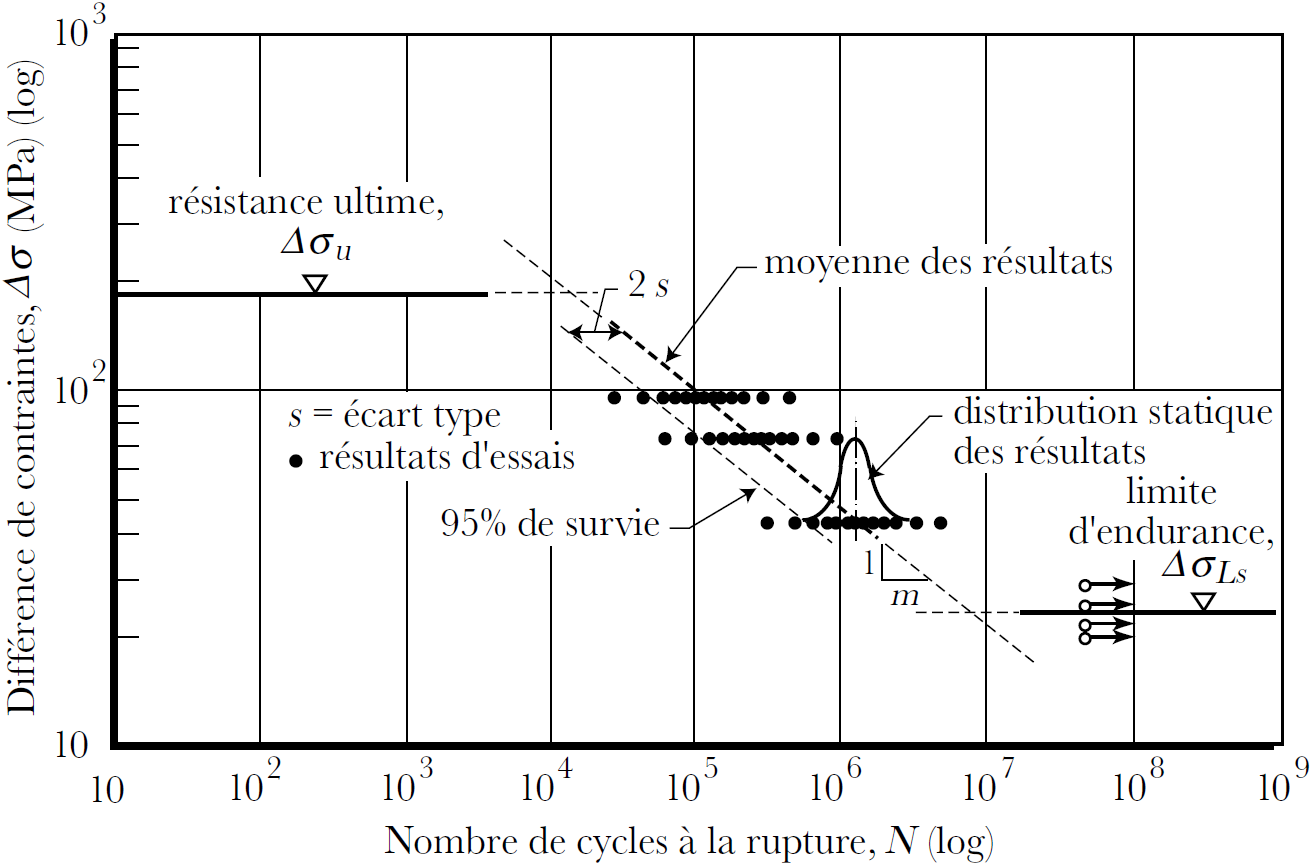 10³
Différence de contraintes, Δσ (MPa) (log)
résistance ultime,
Δσᵤ
2 s
moyenne des résultats
10²
s = écart type
résultats d'essais
distribution statique
des résultats
95% de survie
limite
d'endurance,
Δσ_Ls
1
m
10
10 10² 10³ 10⁴ 10⁵ 10⁶ 10⁷ 10⁸ 10⁹
Nombre de cycles à la rupture, N (log)